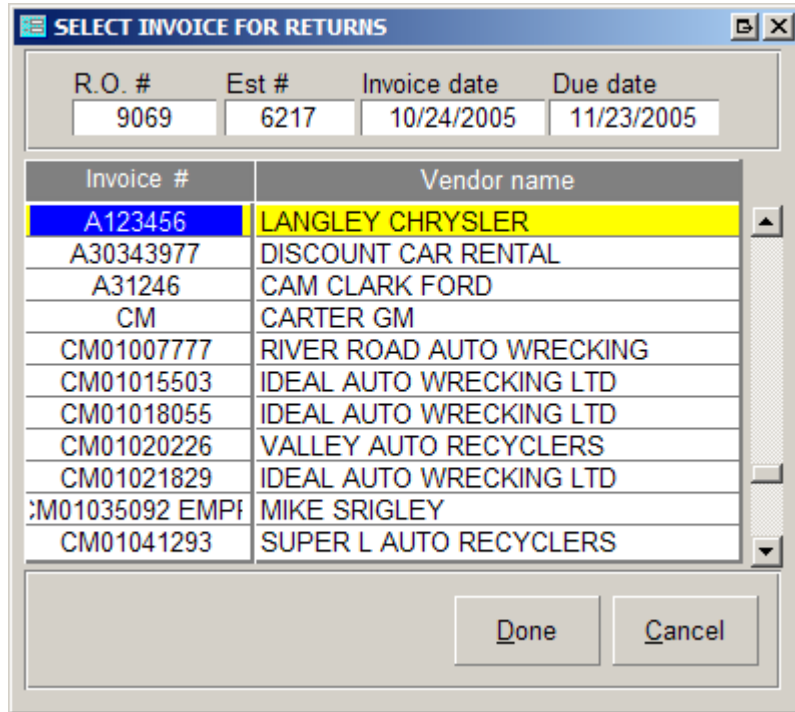 SELECT INVOICE FOR RETURNS
R.O. # Est # Invoice date Due date
9069 6217 10/24/2005 11/23/2005
Invoice # Vendor name
A123456 LANGLEY CHRYSLER
A30343977 DISCOUNT CAR RENTAL
A31246 CAM CLARK FORD
CM CARTER GM
CM01007777 RIVER ROAD AUTO WRECKING
CM01015503 IDEAL AUTO WRECKING LTD
CM01018055 IDEAL AUTO WRECKING LTD
CM01020226 VALLEY AUTO RECYCLERS
CM01021829 IDEAL AUTO WRECKING LTD
M01035092 MIKE SRIGLEY
CM01041293 SUPER L AUTO RECYCLERS
Done Cancel